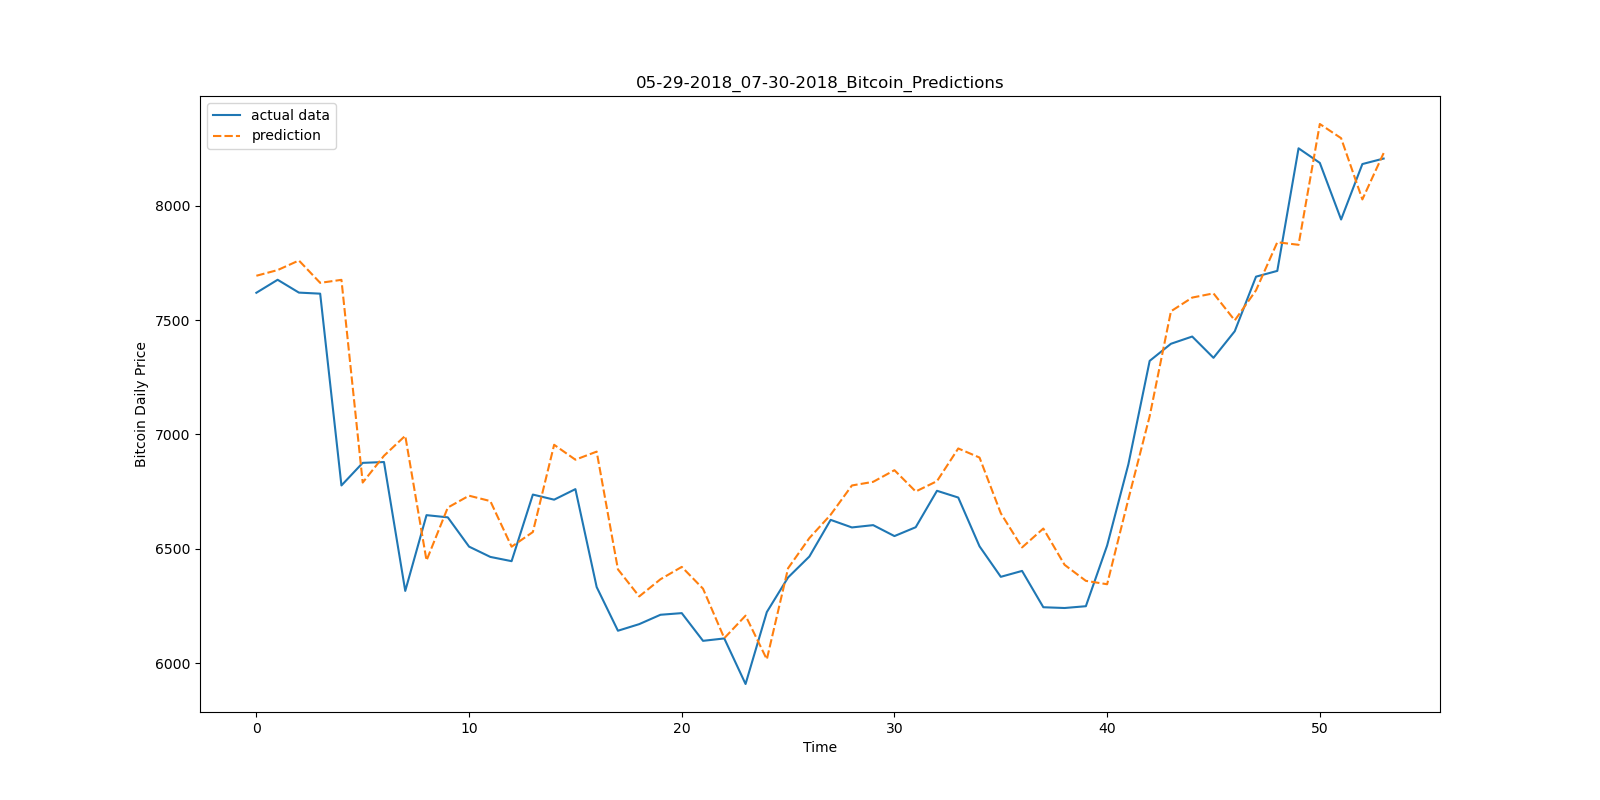 05-29-2018_07-30-2018_Bitcoin_Predictions
actual data
prediction
Bitcoin Daily Price
8000
7500
7000
6500
6000
0 10 20 30 40 50
Time